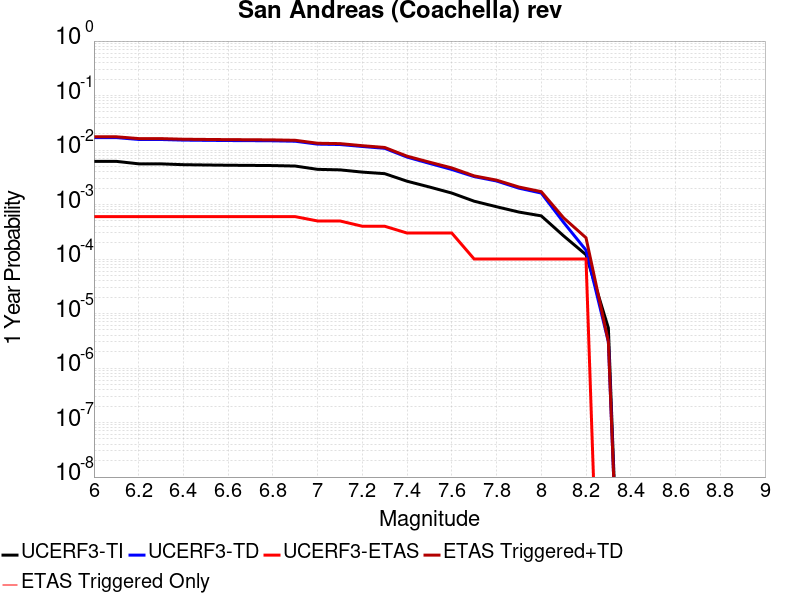 San Andreas (Coachella) rev
10^0
10^-1
10^-2
10^-3
10^-4
10^-5
10^-6
10^-7
10^-8
1 Year Probability
6 6.2 6.4 6.6 6.8 7 7.2 7.4 7.6 7.8 8 8.2 8.4 8.6 8.8 9
Magnitude
UCERF3-TI UCERF3-TD UCERF3-ETAS ETAS Triggered+TD
ETAS Triggered Only